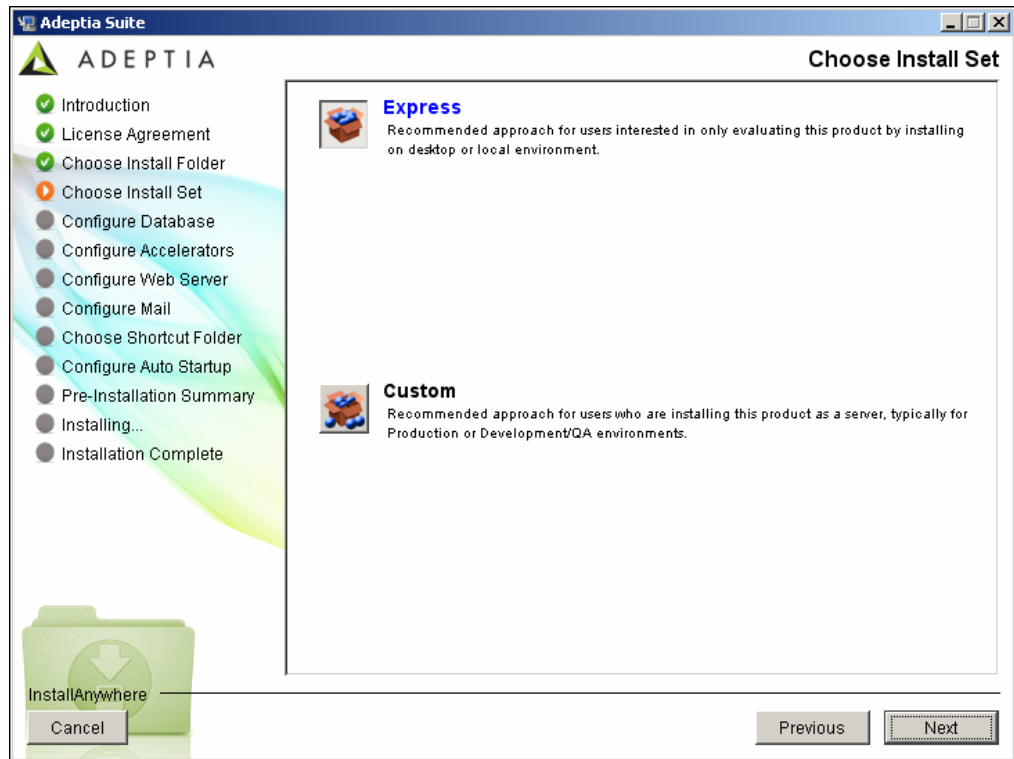 Adeptia Suite
ADEPTIA
Choose Install Set
Introduction
License Agreement
Choose Install Folder
Choose Install Set
Configure Database
Configure Accelerators
Configure Web Server
Configure Mail
Choose Shortcut Folder
Configure Auto Startup
Pre-Installation Summary
Installing...
Installation Complete
Express
Recommended approach for users interested in only evaluating this product by installing
on desktop or local environment.
Custom
Recommended approach for users who are installing this product as a server, typically for
Production or Development/QA environments.
InstallAnywhere
Cancel
Previous
Next